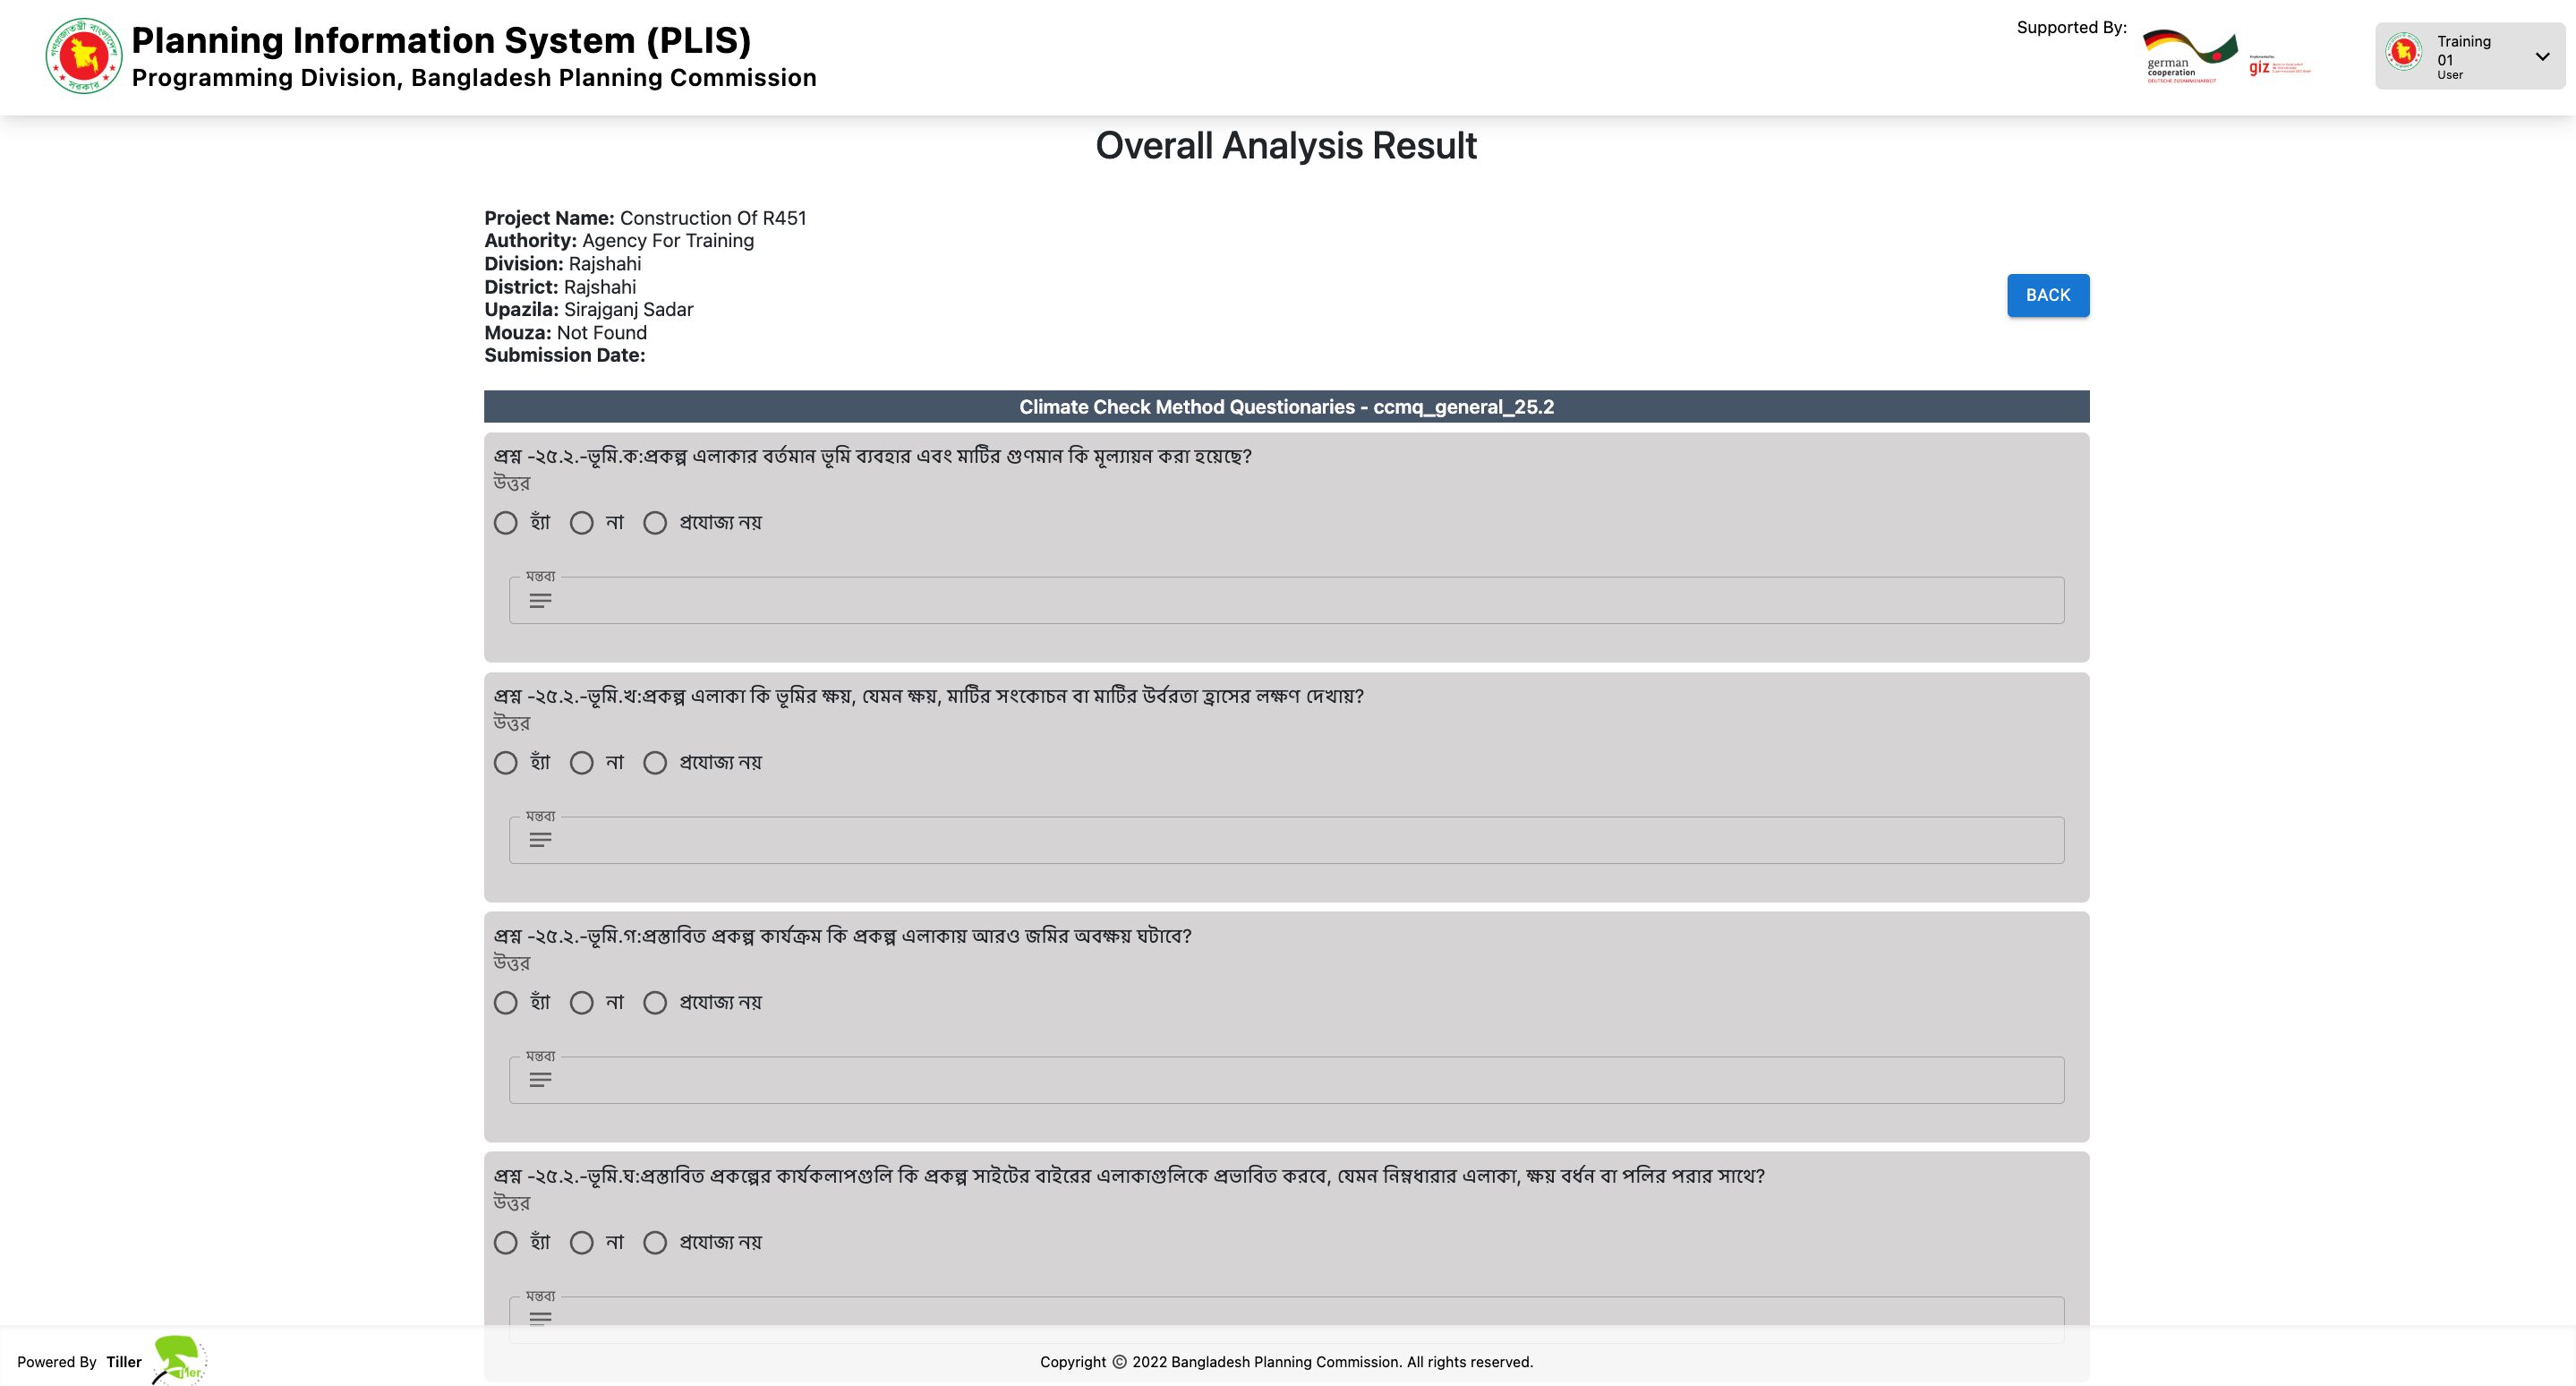 Planning Information System (PLIS)
Programming Division, Bangladesh Planning Commission
Supported By:
german
cooperation
DEUTSCHE ZUSAMMENARBEIT
giz
Training
01
User
Overall Analysis Result
Project Name: Construction Of R451
Authority: Agency For Training
Division: Rajshahi
District: Rajshahi
Upazila: Sirajganj Sadar
Mouza: Not Found
Submission Date:
BACK
Climate Check Method Questionaries - ccmq_general_25.2
প্রশ্ন -২৫.২.-ভূমি.ক:প্রকল্প এলাকার বর্তমান ভূমি ব্যবহার এবং মাটির গুণমান কি মূল্যায়ন করা হয়েছে?
উত্তর
হ্যাঁ না প্রযোজ্য নয়
মন্তব্য
প্রশ্ন -২৫.২.-ভূমি.খ:প্রকল্প এলাকা কি ভূমির ক্ষয়, যেমন ক্ষয়, মাটির সংকোচন বা মাটির উর্বরতা হ্রাসের লক্ষণ দেখায়?
উত্তর
হ্যাঁ না প্রযোজ্য নয়
মন্তব্য
প্রশ্ন -২৫.২.-ভূমি.গ:প্রস্তাবিত প্রকল্প কার্যক্রম কি প্রকল্প এলাকায় আরও জমির অবক্ষয় ঘটাবে?
উত্তর
হ্যাঁ না প্রযোজ্য নয়
মন্তব্য
প্রশ্ন -২৫.২.-ভূমি.ঘ:প্রস্তাবিত প্রকল্পের কার্যকলাপগুলি কি প্রকল্প সাইটের বাইরের এলাকাগুলিকে প্রভাবিত করবে, যেমন নিম্নধারার এলাকা, ক্ষয় বর্ধন বা পলির পরার সাথে?
উত্তর
হ্যাঁ না প্রযোজ্য নয়
মন্তব্য
Powered By Tiller
Copyright © 2022 Bangladesh Planning Commission. All rights reserved.